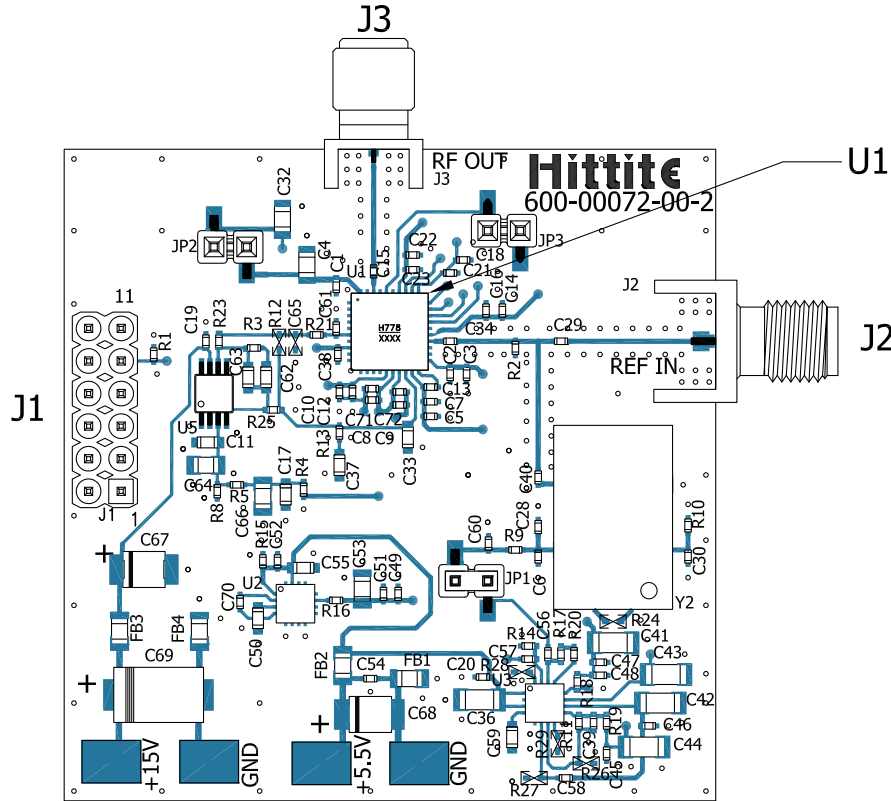 J3
RF OUT
J3
Hittite
600-00072-00-2
U1
C32
JP2
C4
C1
U1
C15
C22
C23
C18
C21
JP3
C16
C14
J2
J2
11
C19
R23
R12
C65
R21
C61
H778
XXXX
C34
C29
R1
R3
C63
C62
C38
C2
C3
R2
REF IN
J1
U5
R25
C10
C12
C71
C72
C13
C7
C5
C11
R13
C8
C9
C33
C64
R8
R5
C66
C17
R4
C37
C40
J1
1
C28
R10
C67
+
R15
C52
C55
C53
C51
C49
C60
R9
C6
C30
U2
C70
R16
JP1
Y2
FB3
FB4
C50
C56
R17
R20
R24
C41
R14
C57
C69
+
FB2
C54
FB1
C20
R28
U3
C47
C48
C43
R18
C42
C36
C68
+
C59
R29
R11
C39
R19
C46
C44
C45
R26
R27
C58
+15V
GND
+5.5V
GND